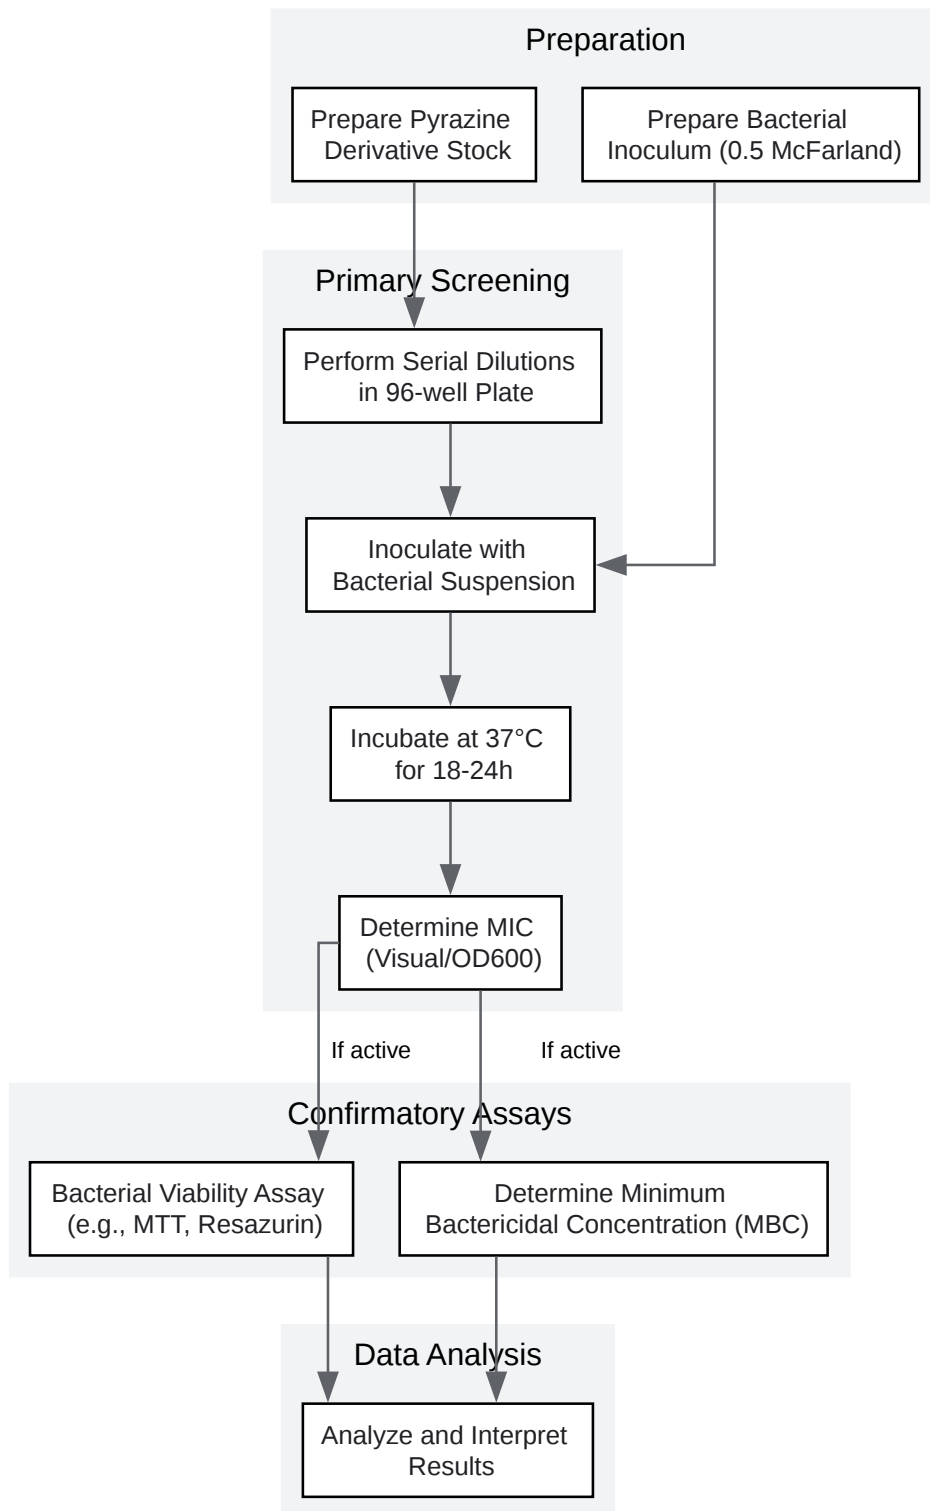 Preparation
Prepare Pyrazine
Derivative Stock
Prepare Bacterial
Inoculum (0.5 McFarland)
Primary Screening
Perform Serial Dilutions
in 96-well Plate
Inoculate with
Bacterial Suspension
Incubate at 37°C
for 18-24h
Determine MIC
(Visual/OD600)
If active
If active
Confirmatory Assays
Bacterial Viability Assay
(e.g., MTT, Resazurin)
Determine Minimum
Bactericidal Concentration (MBC)
Data Analysis
Analyze and Interpret
Results